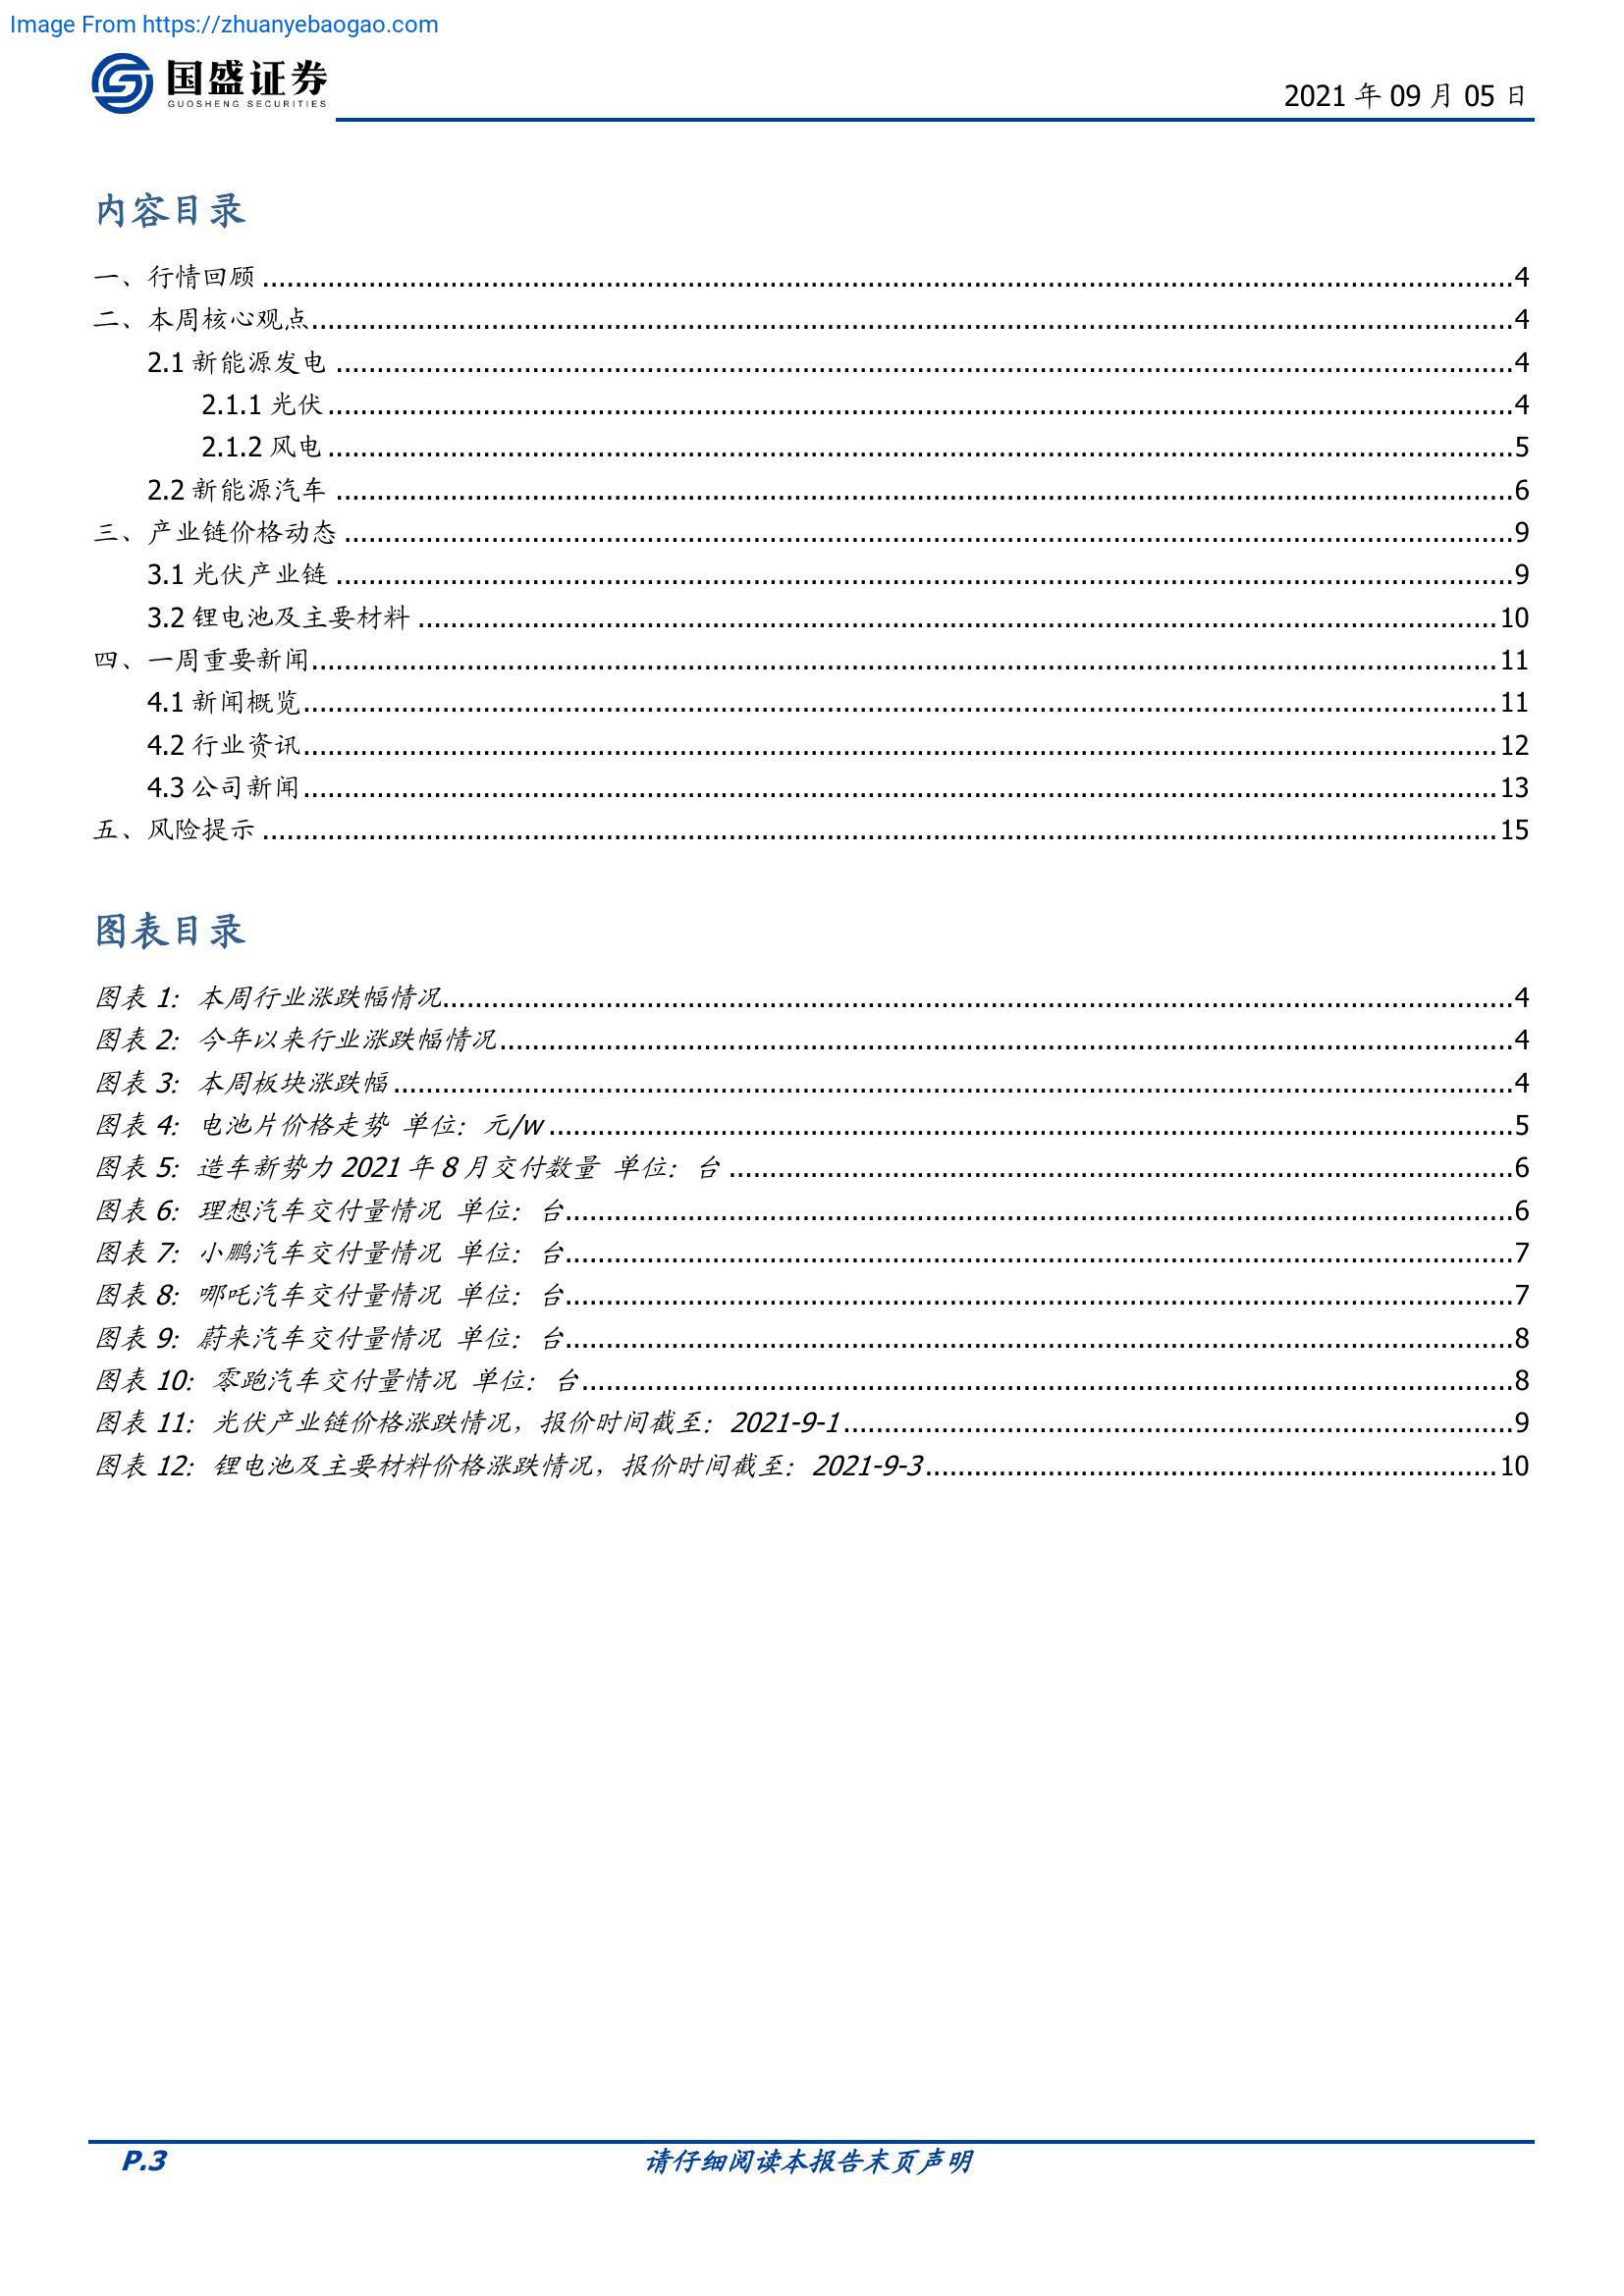 Image From https://zhuanyebaogao.com
国盛证券
GUOSHENG SECURITIES
2021 年 09 月 05 日
内容目录
一、行情回顾 ................................ 4
二、本周核心观点 ................................ 4
2.1 新能源发电 ................................ 4
2.1.1 光伏 ................................ 4
2.1.2 风电 ................................ 5
2.2 新能源汽车 ................................ 6
三、产业链价格动态 ................................ 9
3.1 光伏产业链 ................................ 9
3.2 锂电池及主要材料 ................................ 10
四、一周重要新闻 ................................ 11
4.1 新闻概览 ................................ 11
4.2 行业资讯 ................................ 12
4.3 公司新闻 ................................ 13
五、风险提示 ................................ 15
图表目录
图表 1：本周行业涨跌幅情况 ................................ 4
图表 2：今年以来行业涨跌幅情况 ................................ 4
图表 3：本周板块涨跌幅 ................................ 4
图表 4：电池片价格走势 单位：元/w ................................ 5
图表 5：造车新势力 2021 年 8 月交付数量 单位：台 ................................ 6
图表 6：理想汽车交付量情况 单位：台 ................................ 6
图表 7：小鹏汽车交付量情况 单位：台 ................................ 7
图表 8：哪吒汽车交付量情况 单位：台 ................................ 7
图表 9：蔚来汽车交付量情况 单位：台 ................................ 8
图表 10：零跑汽车交付量情况 单位：台 ................................ 8
图表 11：光伏产业链价格涨跌情况，报价时间截至：2021-9-1 ................................ 9
图表 12：锂电池及主要材料价格涨跌情况，报价时间截至：2021-9-3 ................................ 10
P.3
请仔细阅读本报告末页声明